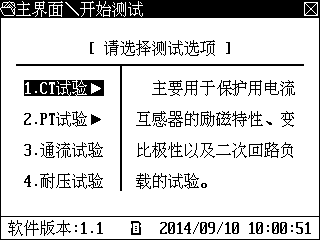 主界面\开始测试
[ 请选择测试选项 ]
1.CT试验▶
2.PT试验▶
3.通流试验
4.耐压试验
主要用于保护用电流
互感器的励磁特性、变
比极性以及二次回路负
载的试验。
软件版本:1.1 2014/09/10 10:00:51